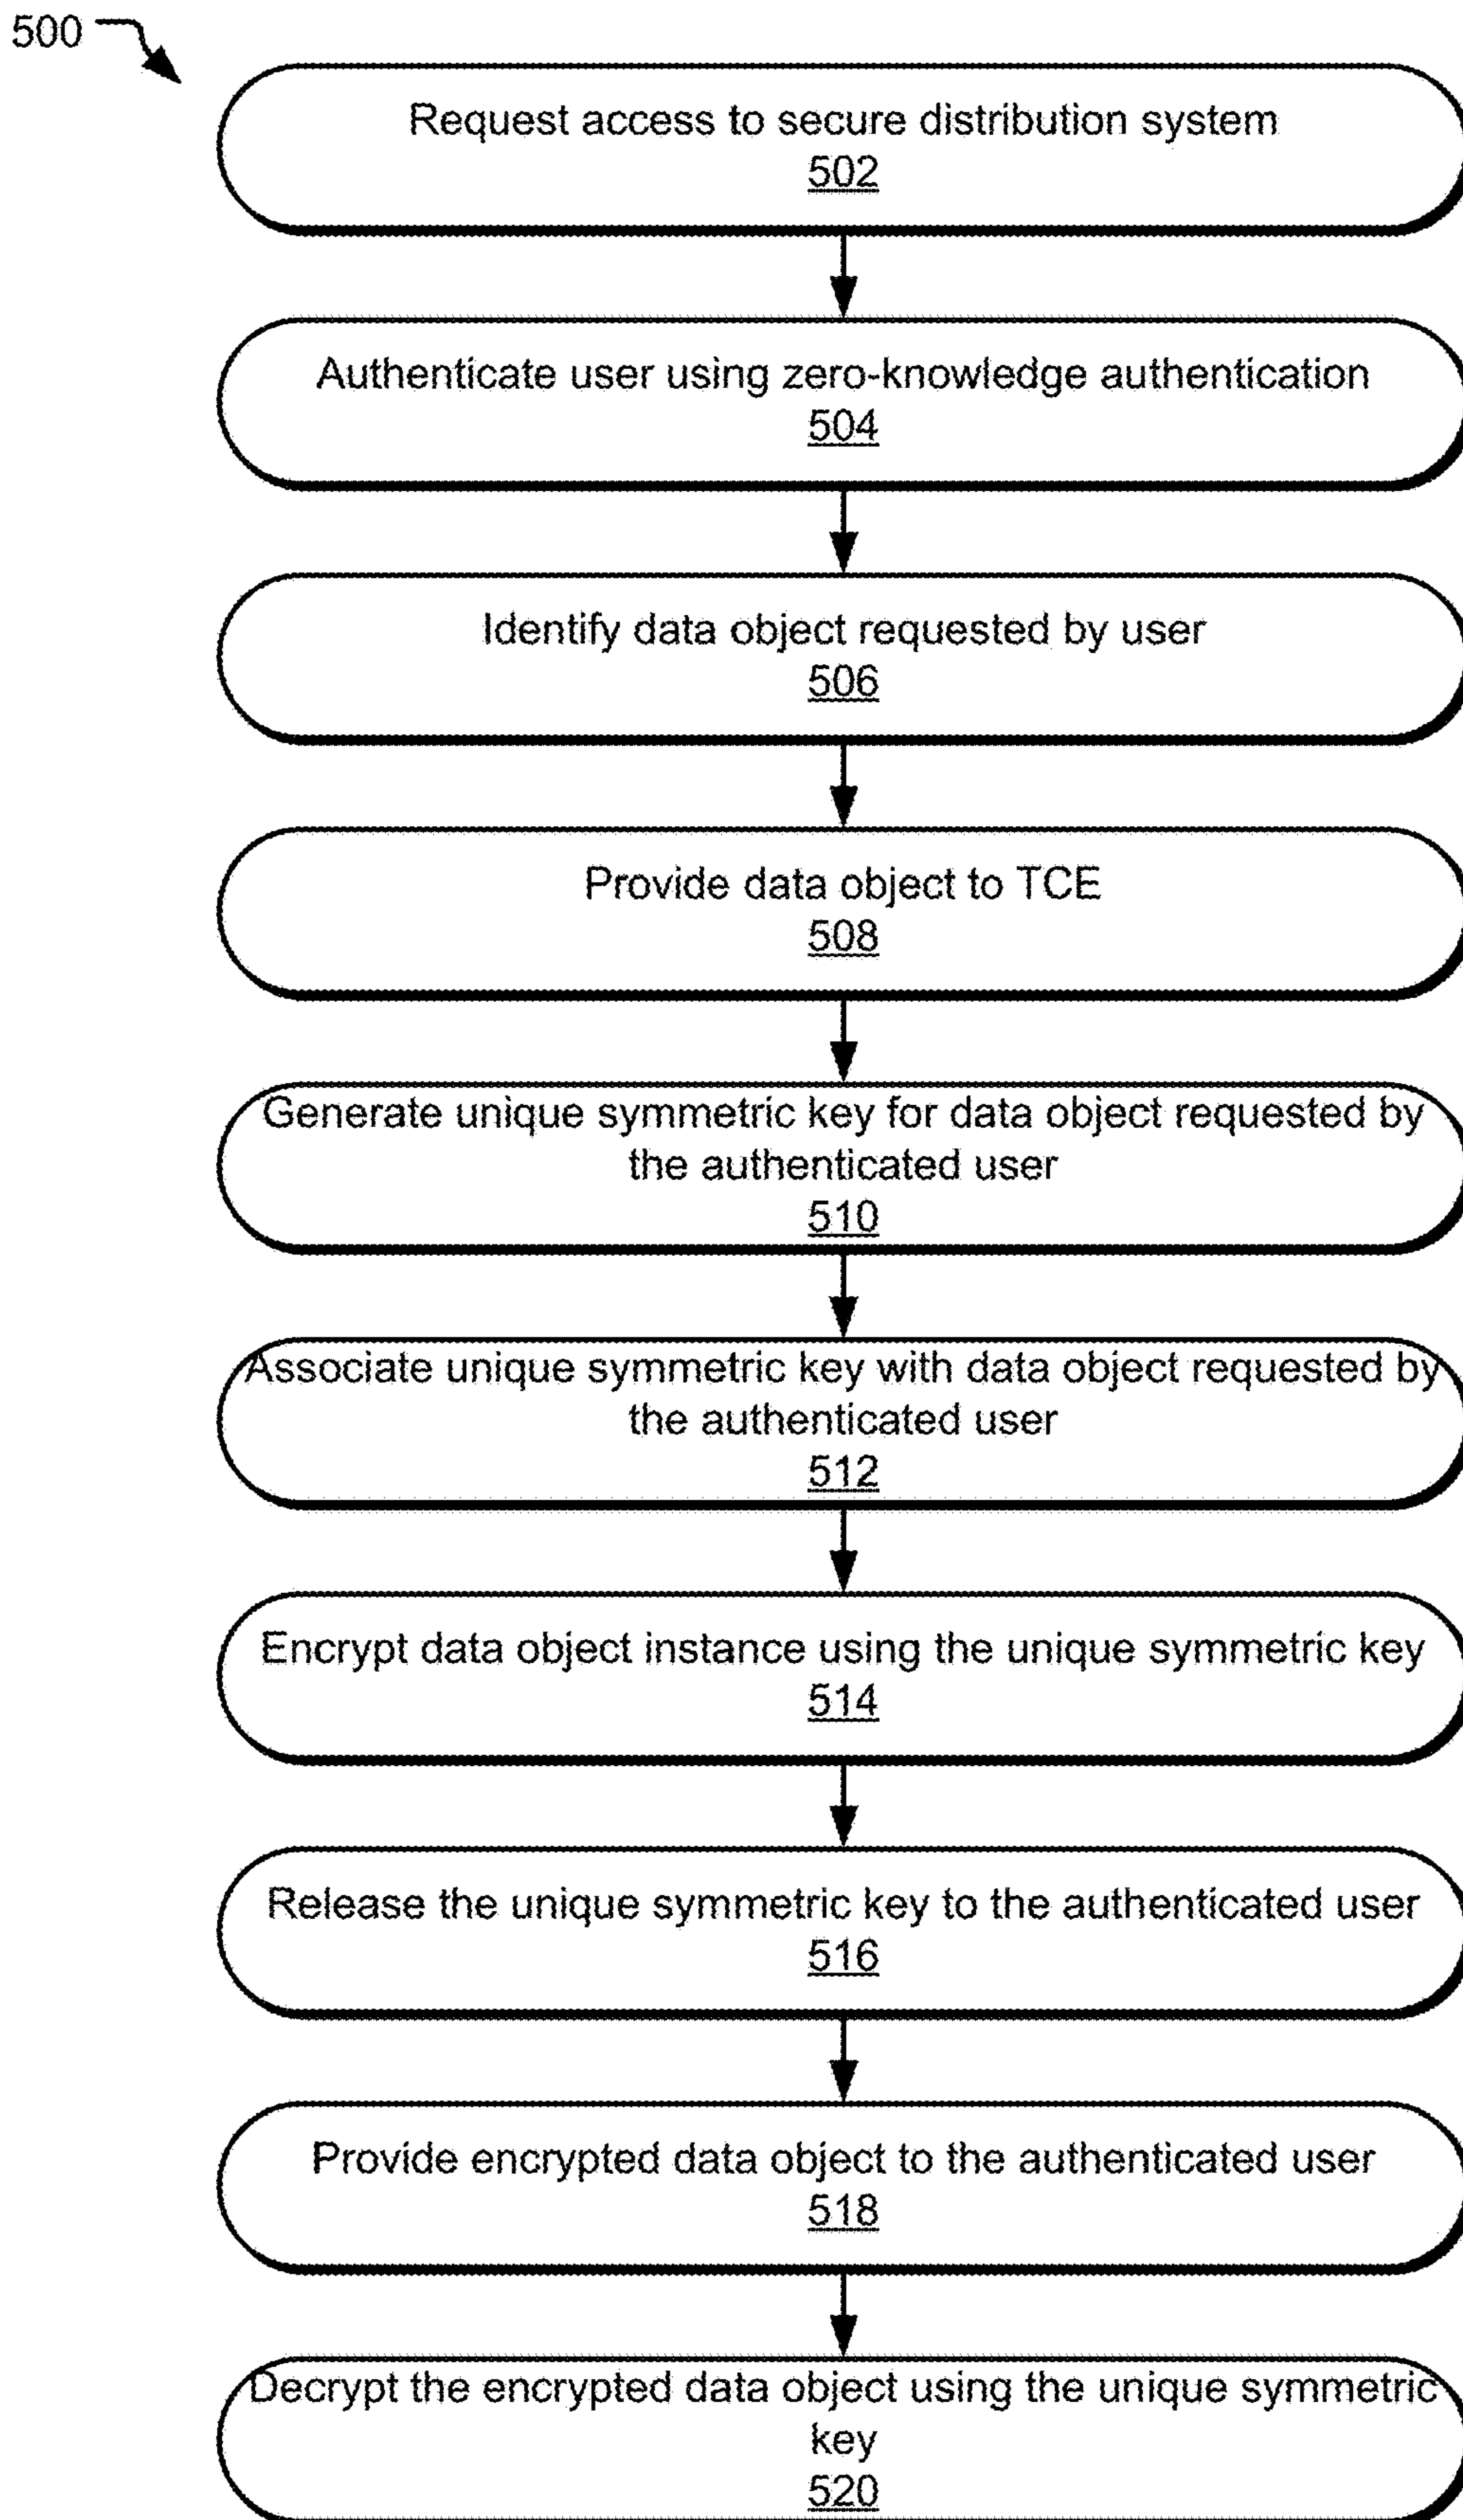 500
Request access to secure distribution system
502
Authenticate user using zero-knowledge authentication
504
Identify data object requested by user
506
Provide data object to TCE
508
Generate unique symmetric key for data object requested by
the authenticated user
510
Associate unique symmetric key with data object requested by
the authenticated user
512
Encrypt data object instance using the unique symmetric key
514
Release the unique symmetric key to the authenticated user
516
Provide encrypted data object to the authenticated user
518
Decrypt the encrypted data object using the unique symmetric
key
520